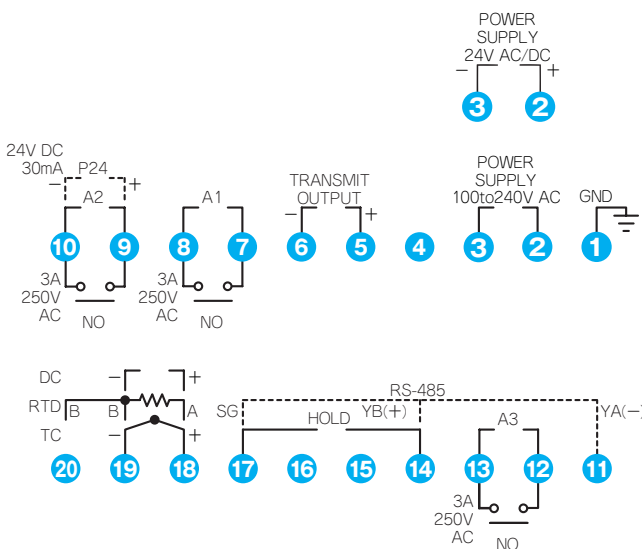 POWER
SUPPLY
24V AC/DC
− +
3 2
24V DC
30mA P24
− +
A2 A1
TRANSMIT
OUTPUT
− +
POWER
SUPPLY
100to240V AC
GND
10 9 8 7 6 5 4 3 2 1
3A
250V
AC
NO
3A
250V
AC
NO
DC − +
RTD B B A
TC − +
SG HOLD YB(+) RS-485 YA(−)
A3
20 19 18 17 16 15 14 13 12 11
3A
250V
AC
NO